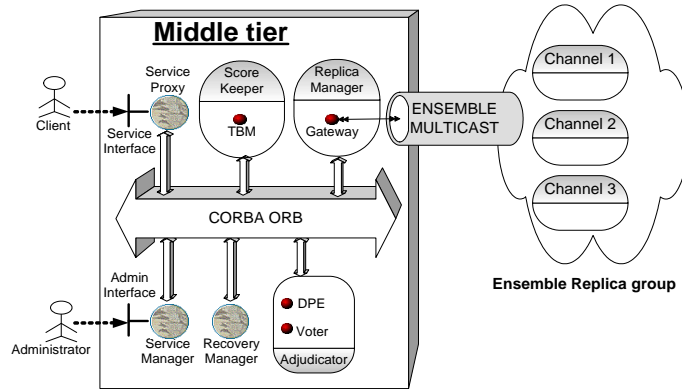 Middle tier
Service
Proxy
Score
Keeper
Replica
Manager
Channel 1
Client
Service
Interface
TBM
Gateway
ENSEMBLE
MULTICAST
Channel 2
Channel 3
CORBA ORB
Ensemble Replica group
Admin
Interface
DPE
Voter
Administrator
Service
Manager
Recovery
Manager
Adjudicator